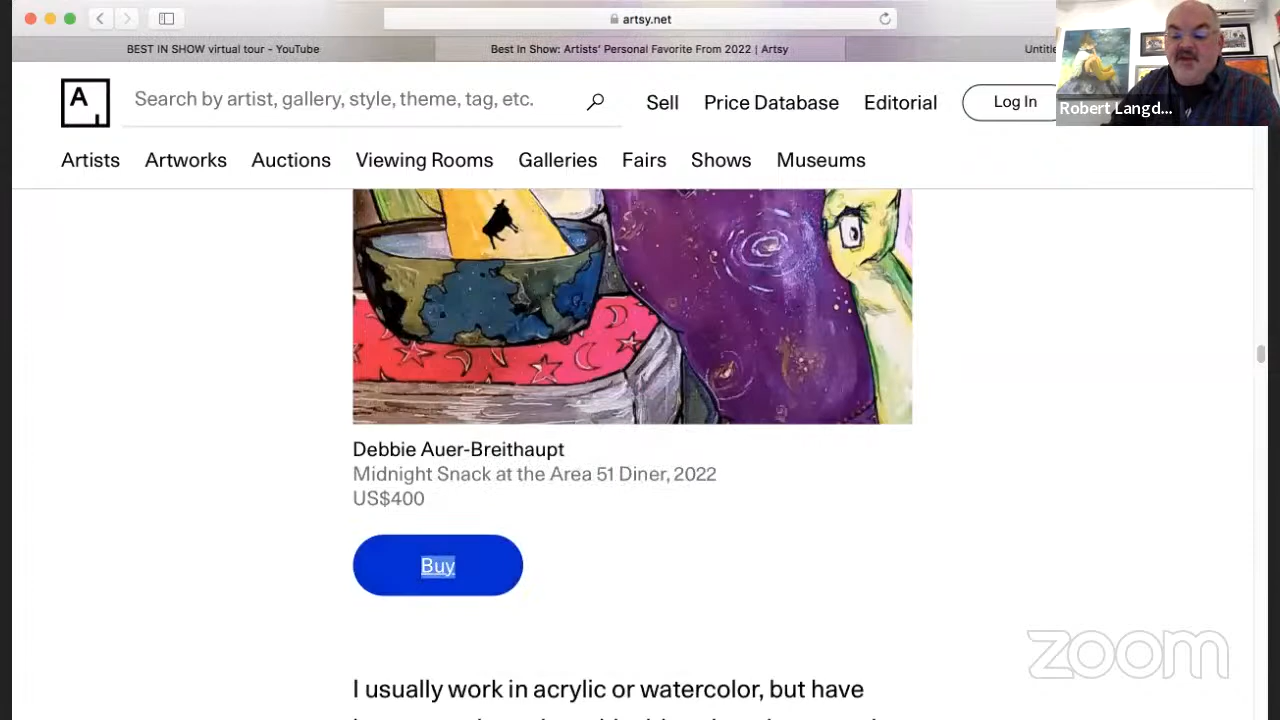 artsy.net
BEST IN SHOW virtual tour - YouTube
Best In Show: Artists' Personal Favorite From 2022 | Artsy
Untitle
A
Search by artist, gallery, style, theme, tag, etc.
Sell
Price Database
Editorial
Log In
Robert Langd...
Artists
Artworks
Auctions
Viewing Rooms
Galleries
Fairs
Shows
Museums
Debbie Auer-Breithaupt
Midnight Snack at the Area 51 Diner, 2022
US$400
Buy
zoom
I usually work in acrylic or watercolor, but have